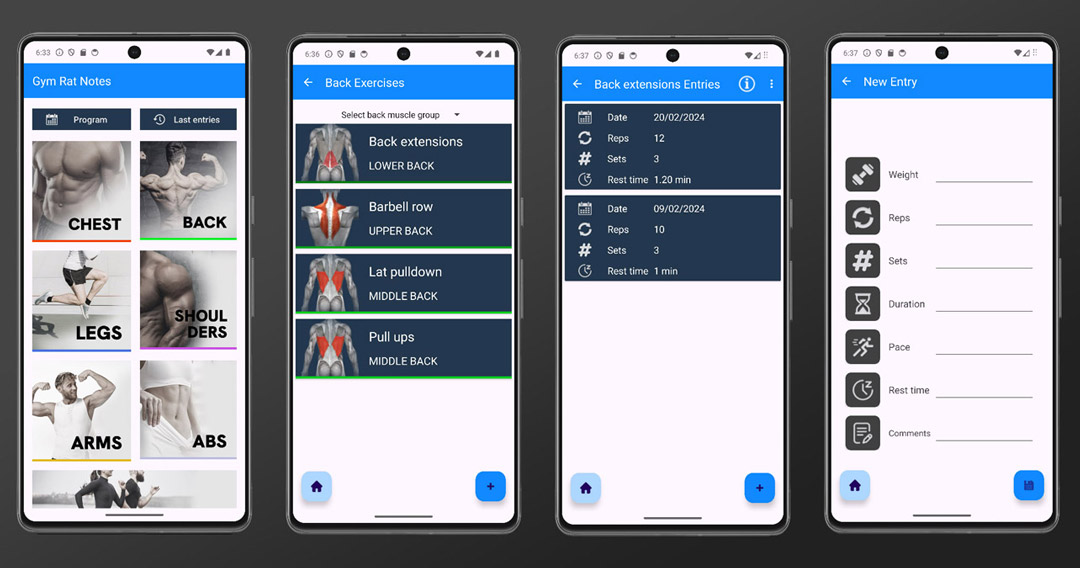 6:33
Gym Rat Notes
Program
Last entries
CHEST
BACK
LEGS
SHOUL
DERS
ARMS
ABS
6:36
Back Exercises
Select back muscle group
Back extensions
LOWER BACK
Barbell row
UPPER BACK
Lat pulldown
MIDDLE BACK
Pull ups
MIDDLE BACK
+
6:37
Back extensions Entries
Date 20/02/2024
Reps 12
# Sets 3
Rest time 1.20 min
Date 09/02/2024
Reps 10
# Sets 3
Rest time 1 min
+
6:37
New Entry
Weight
Reps
# Sets
Duration
Pace
Rest time
Comments